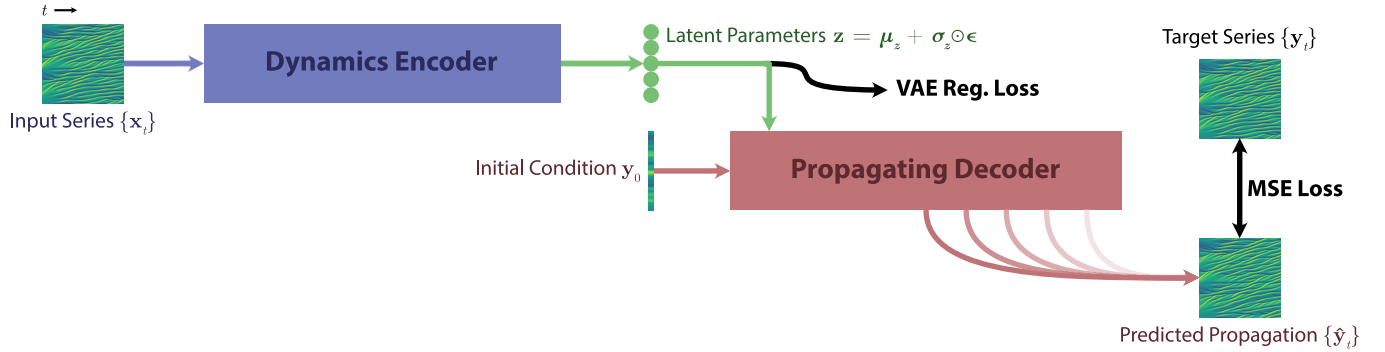 t
Input Series {x_t}
Dynamics Encoder
Latent Parameters z = μ_z + σ_z⊙ϵ
VAE Reg. Loss
Initial Condition y_0
Propagating Decoder
Target Series {y_t}
MSE Loss
Predicted Propagation {ŷ_t}